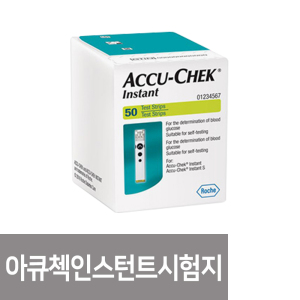 ACCU-CHEK®
Instant
01234567
50 Test Strips
Test Strips
For the determination of blood
glucose
Suitable for self-testing
For the determination of blood
glucose
Suitable for self-testing
For
Accu-Chek® Instant
Accu-Chek® Instant S
Roche
아큐첵인스턴트시험지